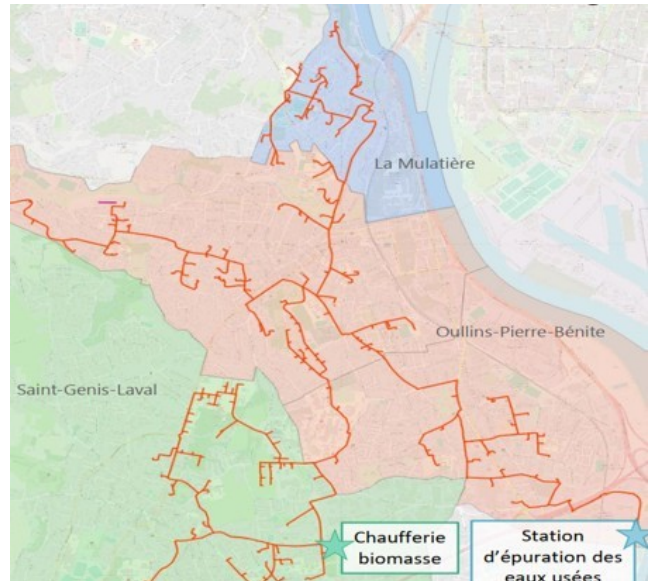 La Mulatière
Oullins-Pierre-Bénite
Saint-Genis-Laval
Chaufferie
biomasse
Station
d'épuration des
eaux usées